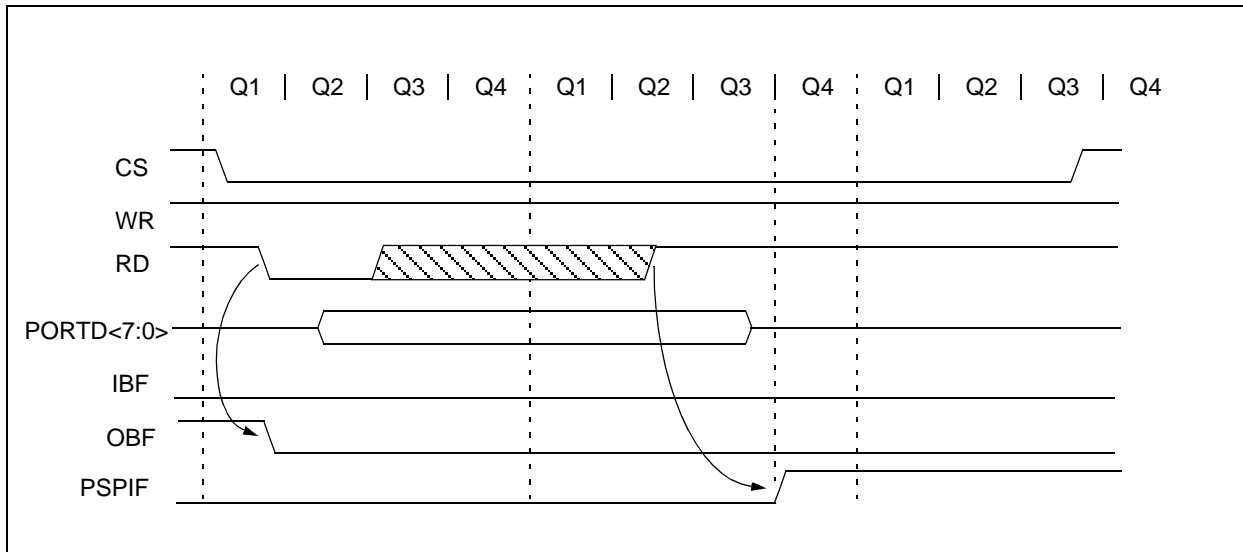 Q1 | Q2 | Q3 | Q4 Q1 | Q2 | Q3 Q4 Q1 | Q2 | Q3 | Q4
CS
WR
RD
PORTD<7:0>
IBF
OBF
PSPIF